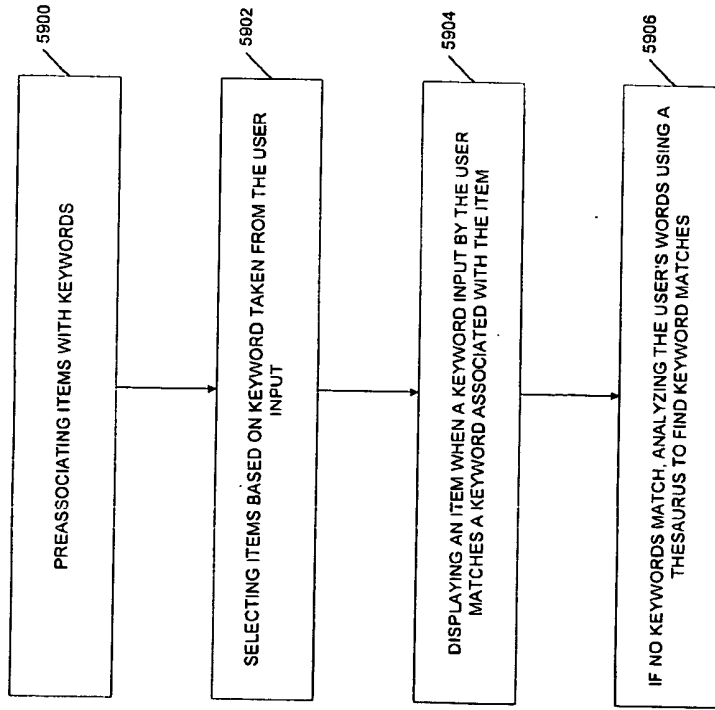 5900
PREASSOCIATING ITEMS WITH KEYWORDS
5902
SELECTING ITEMS BASED ON KEYWORD TAKEN FROM THE USER
INPUT
5904
DISPLAYING AN ITEM WHEN A KEYWORD INPUT BY THE USER
MATCHES A KEYWORD ASSOCIATED WITH THE ITEM
5906
IF NO KEYWORDS MATCH, ANALYZING THE USER'S WORDS USING A
THESAURUS TO FIND KEYWORD MATCHES